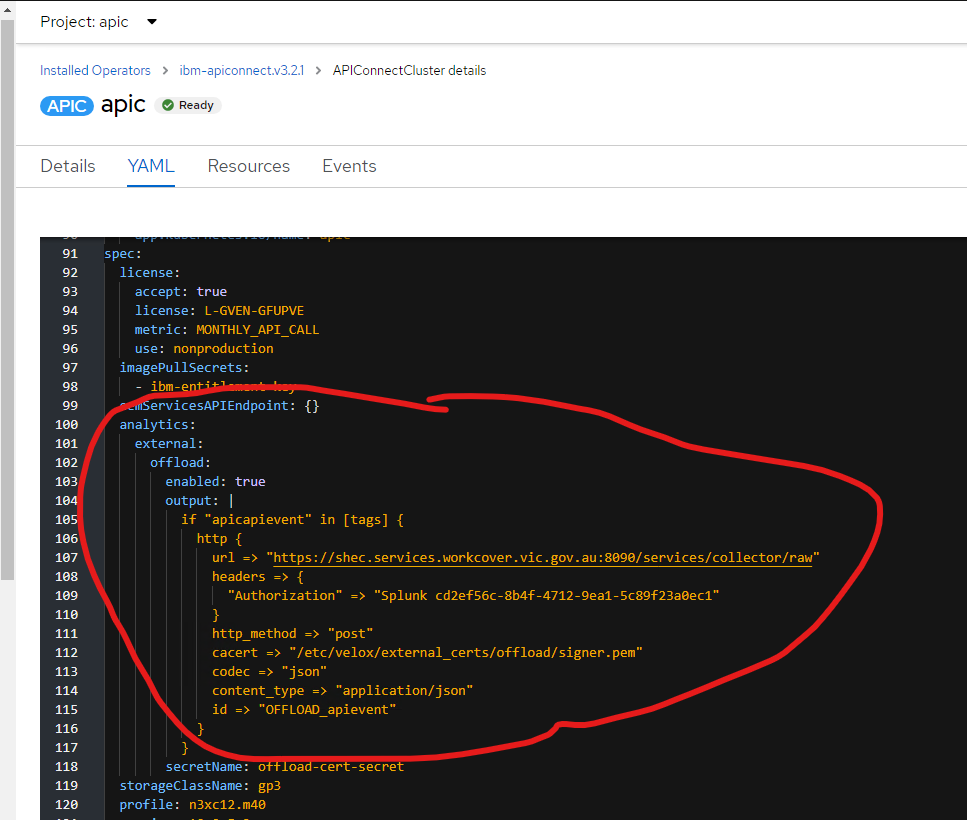 Project: apic
Installed Operators > ibm-apiconnect.v3.2.1 > APIConnectCluster details
APIC apic Ready
Details YAML Resources Events
91 spec:
92 license:
93 accept: true
94 license: L-GVEN-GFUPVE
95 metric: MONTHLY_API_CALL
96 use: nonproduction
97 imagePullSecrets:
98 - ibm-entitlement-key
99 oemServicesAPIEndpoint: {}
100 analytics:
101 external:
102 offload:
103 enabled: true
104 output: |
105 if "apicapievent" in [tags] {
106 http {
107 url => "https://shec.services.workcover.vic.gov.au:8090/services/collector/raw"
108 headers => {
109 "Authorization" => "Splunk cd2ef56c-8b4f-4712-9ea1-5c89f23a0ec1"
110 }
111 http_method => "post"
112 cacert => "/etc/velox/external_certs/offload/signer.pem"
113 codec => "json"
114 content_type => "application/json"
115 id => "OFFLOAD_apievent"
116 }
117 }
118 secretName: offload-cert-secret
119 storageClassName: gp3
120 profile: n3xc12.m40